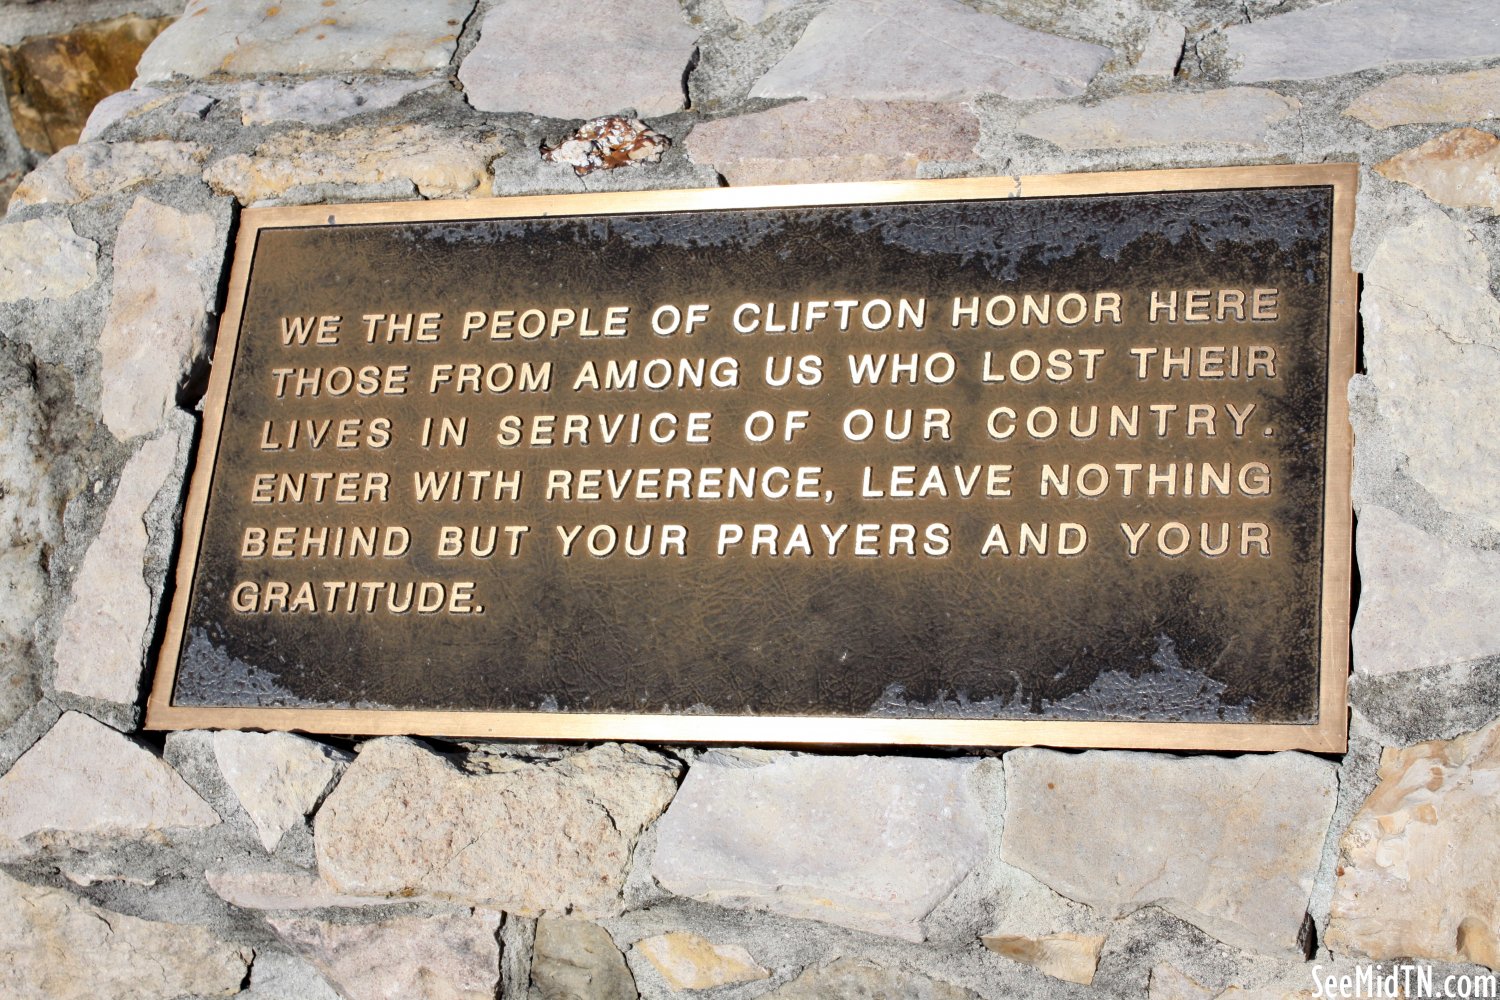 WE THE PEOPLE OF CLIFTON HONOR HERE
THOSE FROM AMONG US WHO LOST THEIR
LIVES IN SERVICE OF OUR COUNTRY.
ENTER WITH REVERENCE, LEAVE NOTHING
BEHIND BUT YOUR PRAYERS AND YOUR
GRATITUDE.
SeeMidTN.com